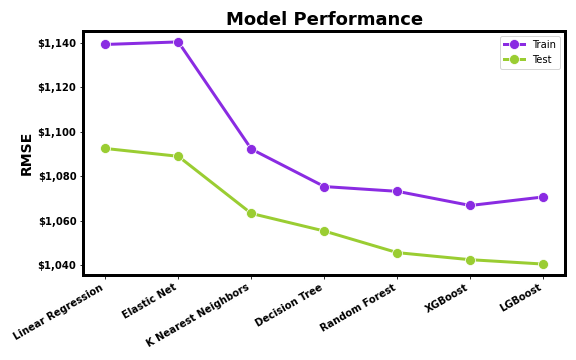 Model Performance
Train
Test
RMSE
$1,140
$1,120
$1,100
$1,080
$1,060
$1,040
Linear Regression
Elastic Net
K Nearest Neighbors
Decision Tree
Random Forest
XGBoost
LGBoost